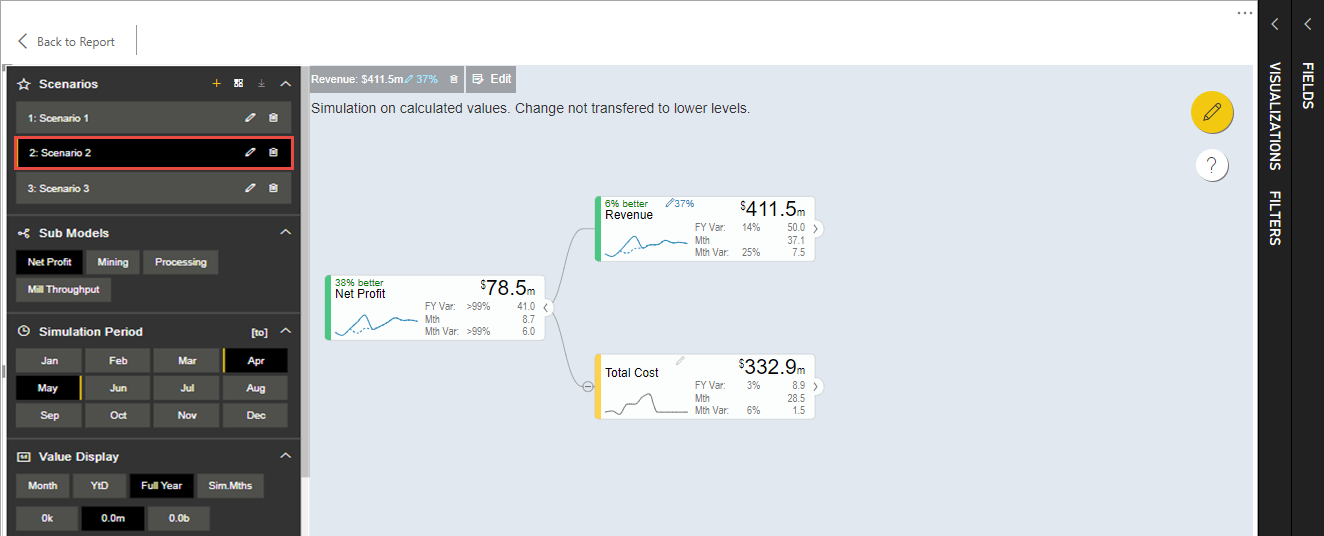 Back to Report
Scenarios
1: Scenario 1
2: Scenario 2
3: Scenario 3
Sub Models
Net Profit Mining Processing
Mill Throughput
Simulation Period [to]
Jan Feb Mar Apr
May Jun Jul Aug
Sep Oct Nov Dec
Value Display
Month YtD Full Year Sim.Mths
0k 0.0m 0.0b
Revenue: $411.5m 37% Edit
Simulation on calculated values. Change not transfered to lower levels.
38% better
Net Profit $78.5m
FY Var: >99% 41.0
Mth 8.7
Mth Var: >99% 6.0
6% better 37%
Revenue $411.5m
FY Var: 14% 50.0
Mth 37.1
Mth Var: 25% 7.5
Total Cost $332.9m
FY Var: 3% 8.9
Mth 28.5
Mth Var: 6% 1.5
?
VISUALIZATIONS
FILTERS
FIELDS